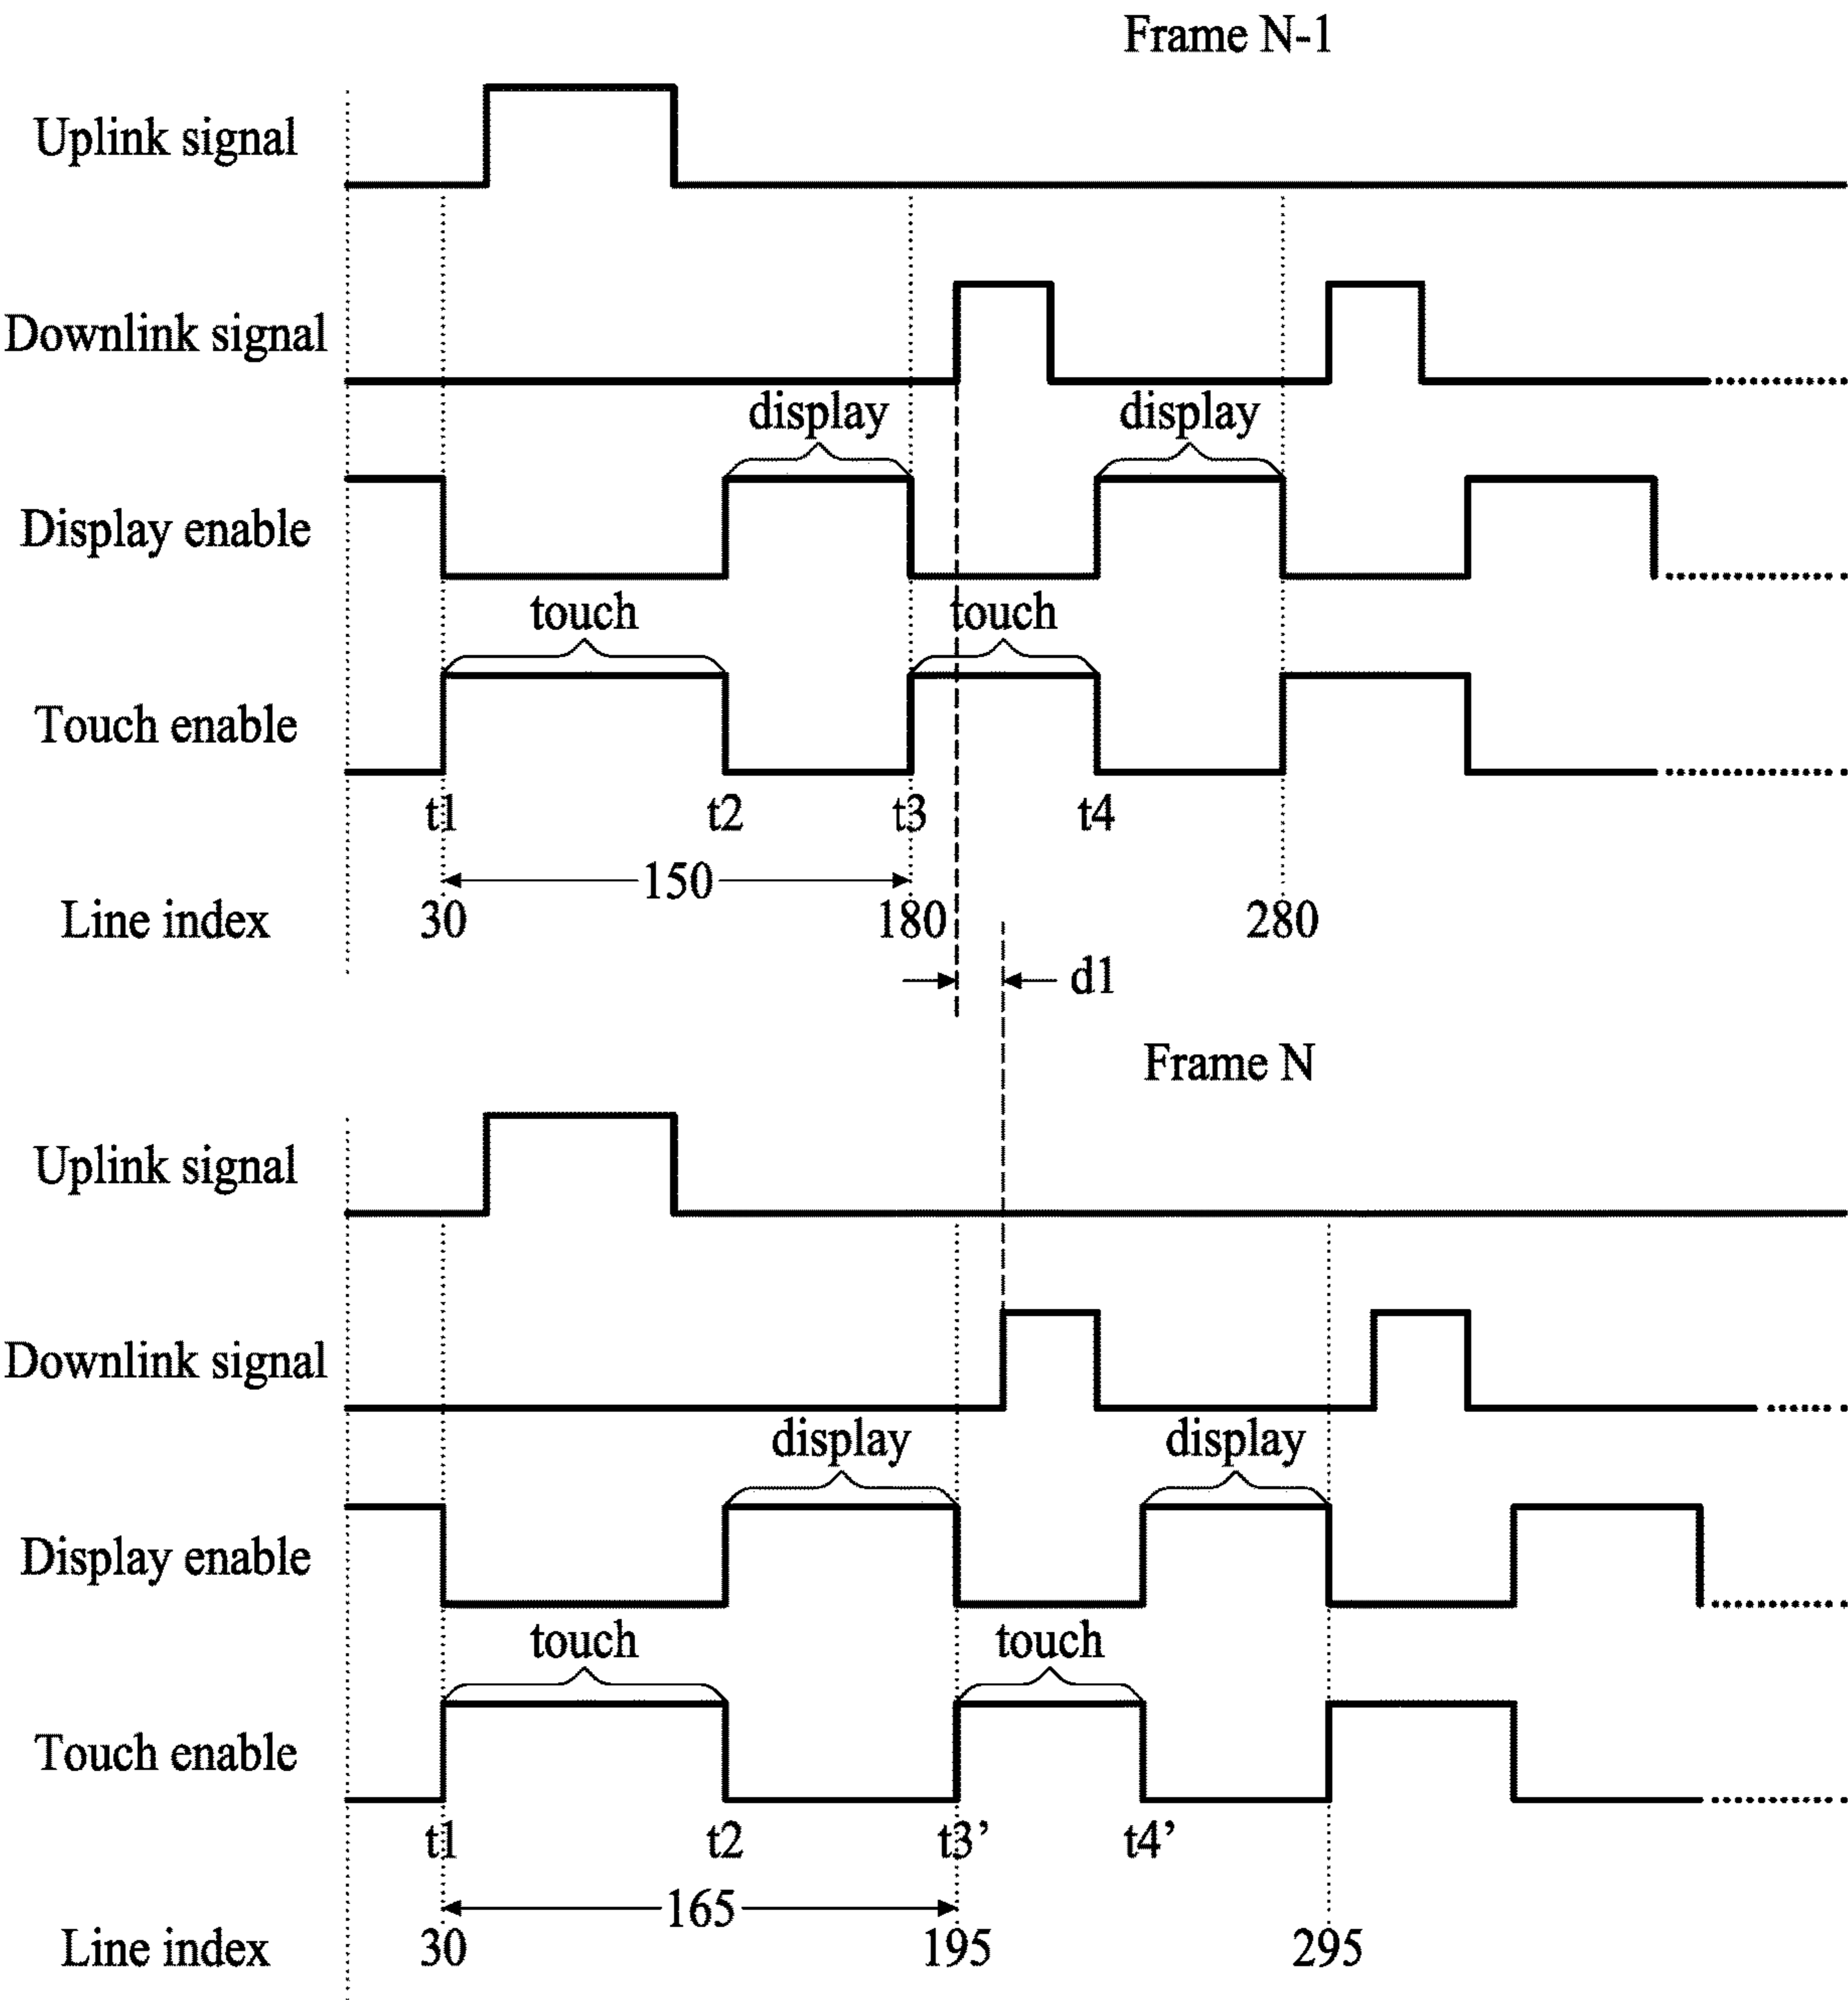 Frame N-1
Uplink signal
Downlink signal
display display
Display enable
touch touch
Touch enable
t1 t2 t3 t4
150
Line index 30 180 280
d1
Frame N
Uplink signal
Downlink signal
display display
Display enable
touch touch
Touch enable
t1 t2 t3’ t4’
165
Line index 30 195 295